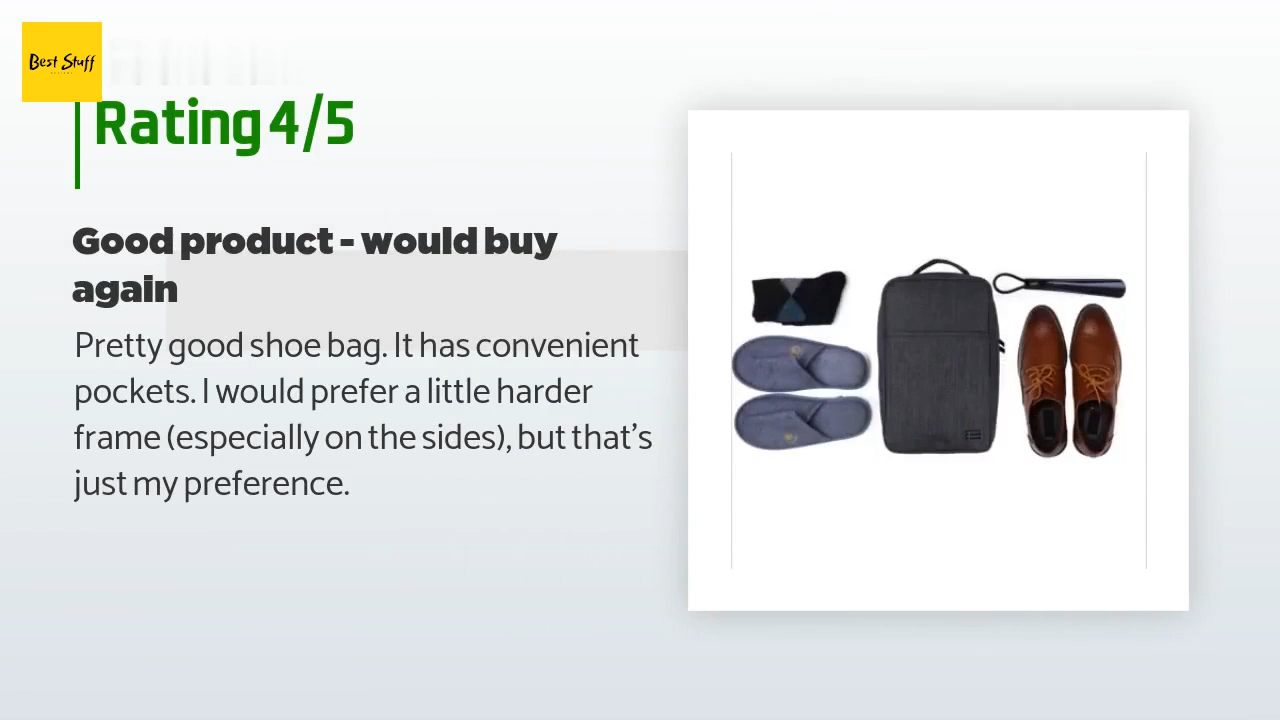 Best Stuff
Rating 4/5
Good product - would buy
again
Pretty good shoe bag. It has convenient
pockets. I would prefer a little harder
frame (especially on the sides), but that’s
just my preference.